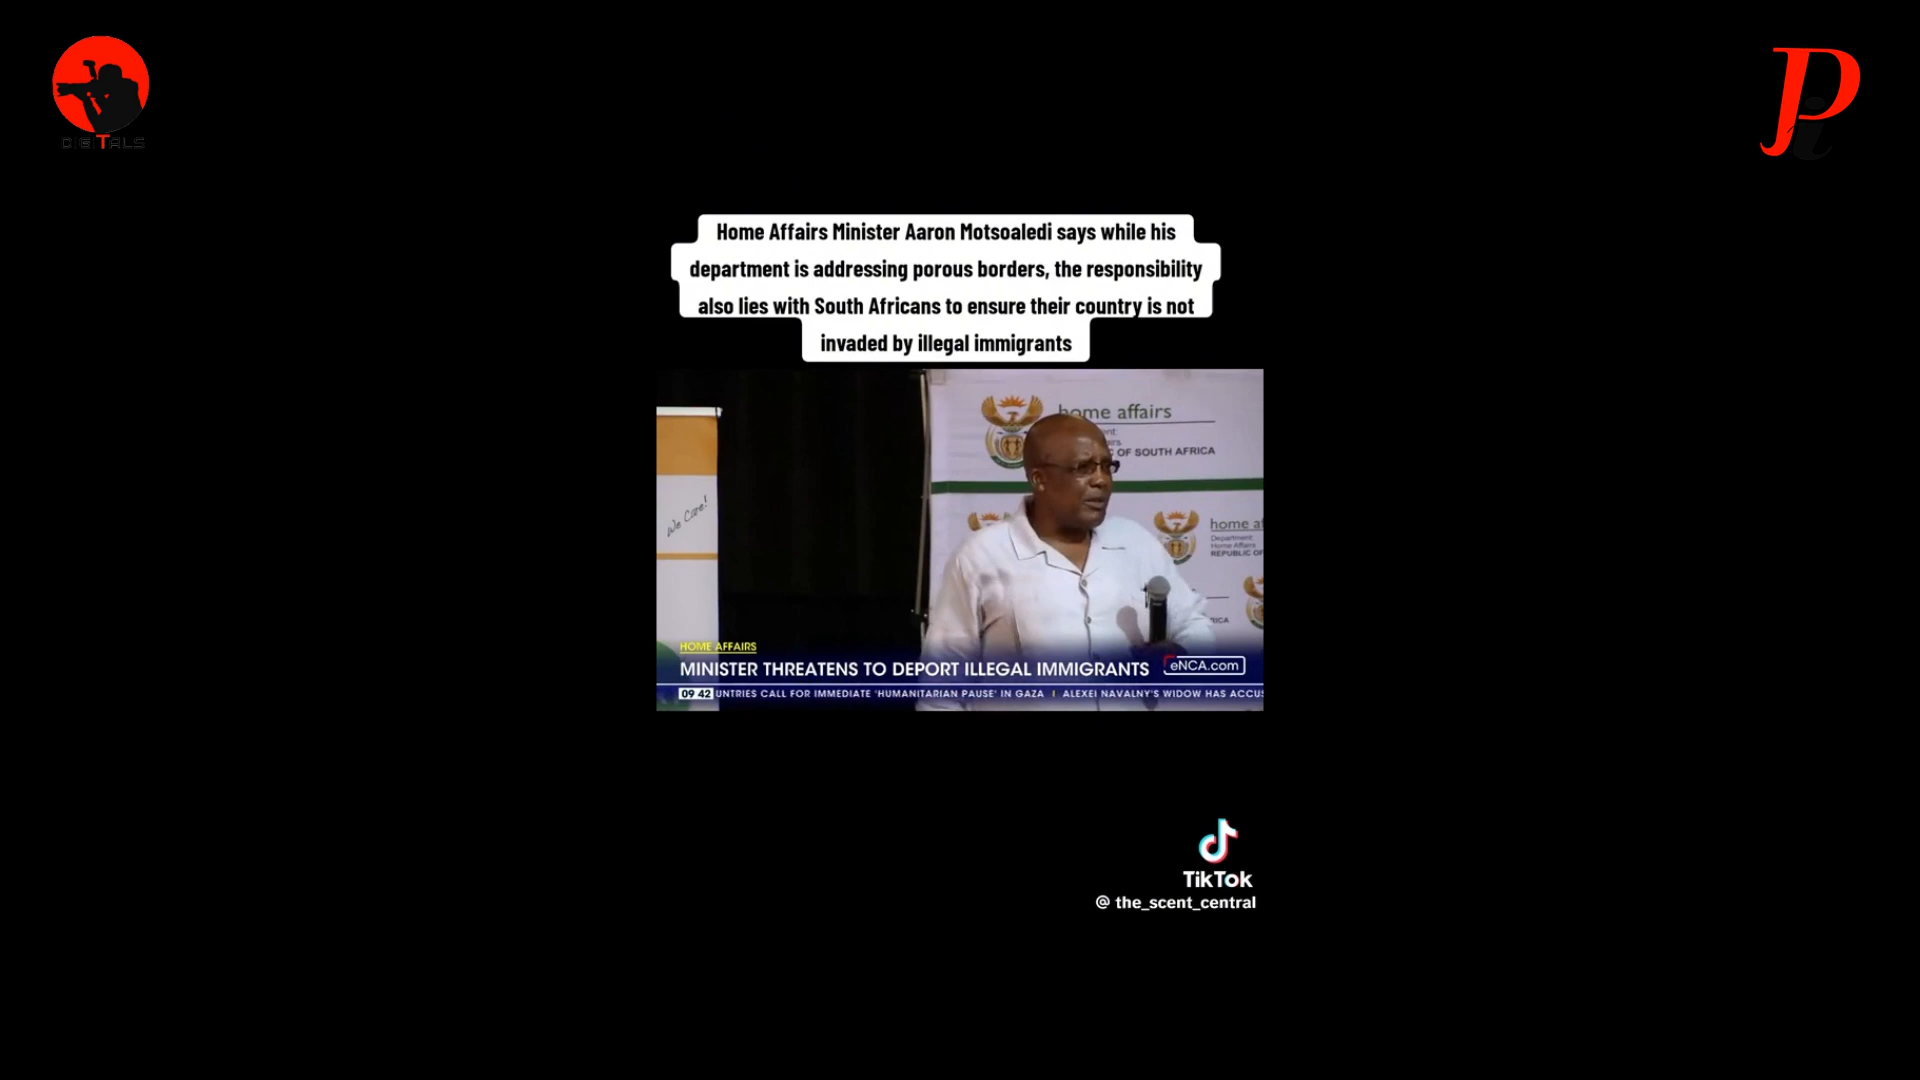 DIGITALS
Pi
Home Affairs Minister Aaron Motsoaledi says while his
department is addressing porous borders, the responsibility
also lies with South Africans to ensure their country is not
invaded by illegal immigrants
home affairs
OF SOUTH AFRICA
We Care!
home af
Department:
Home Affairs
REPUBLIC OF
RICA
HOME AFFAIRS
MINISTER THREATENS TO DEPORT ILLEGAL IMMIGRANTS
eNCA.com
09 42 UNTRIES CALL FOR IMMEDIATE 'HUMANITARIAN PAUSE' IN GAZA | ALEXEI NAVALNY'S WIDOW HAS ACCUS
TikTok
@ the_scent_central